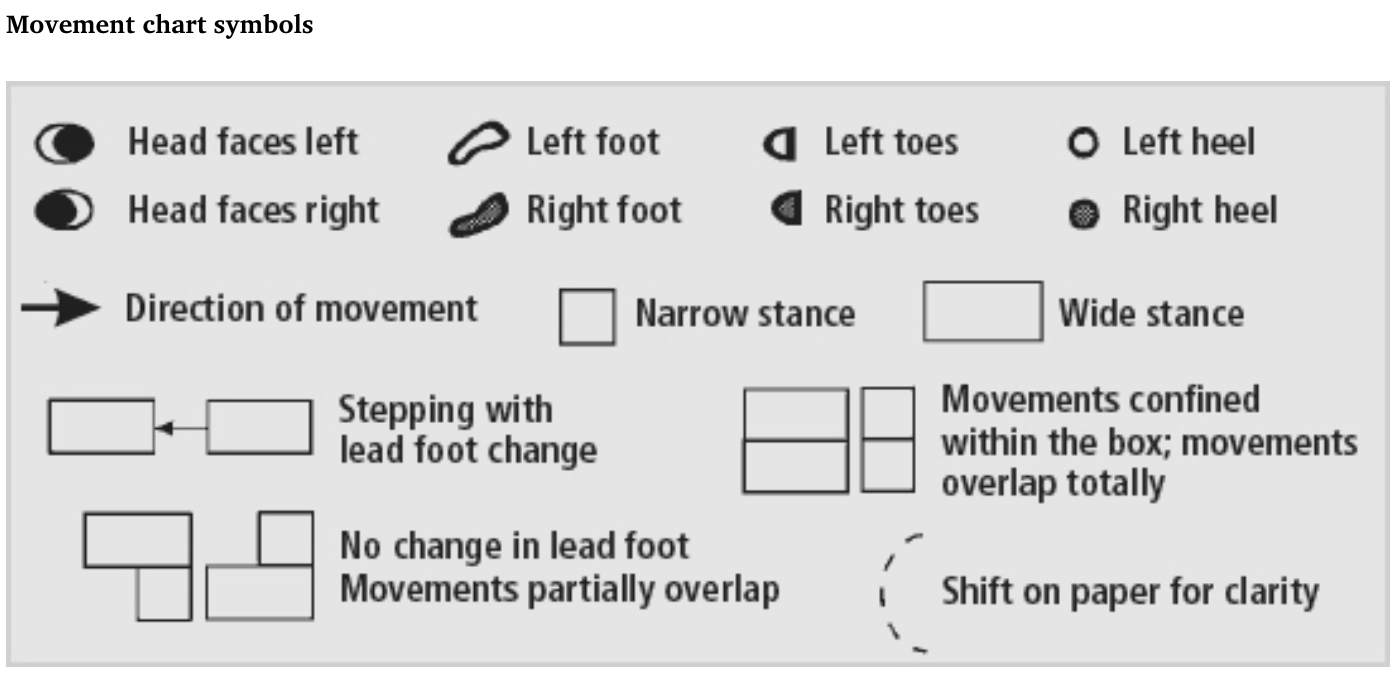 Movement chart symbols
Head faces left
Left foot
Left toes
Left heel
Head faces right
Right foot
Right toes
Right heel
Direction of movement
Narrow stance
Wide stance
Stepping with
lead foot change
Movements confined
within the box; movements
overlap totally
No change in lead foot
Movements partially overlap
Shift on paper for clarity